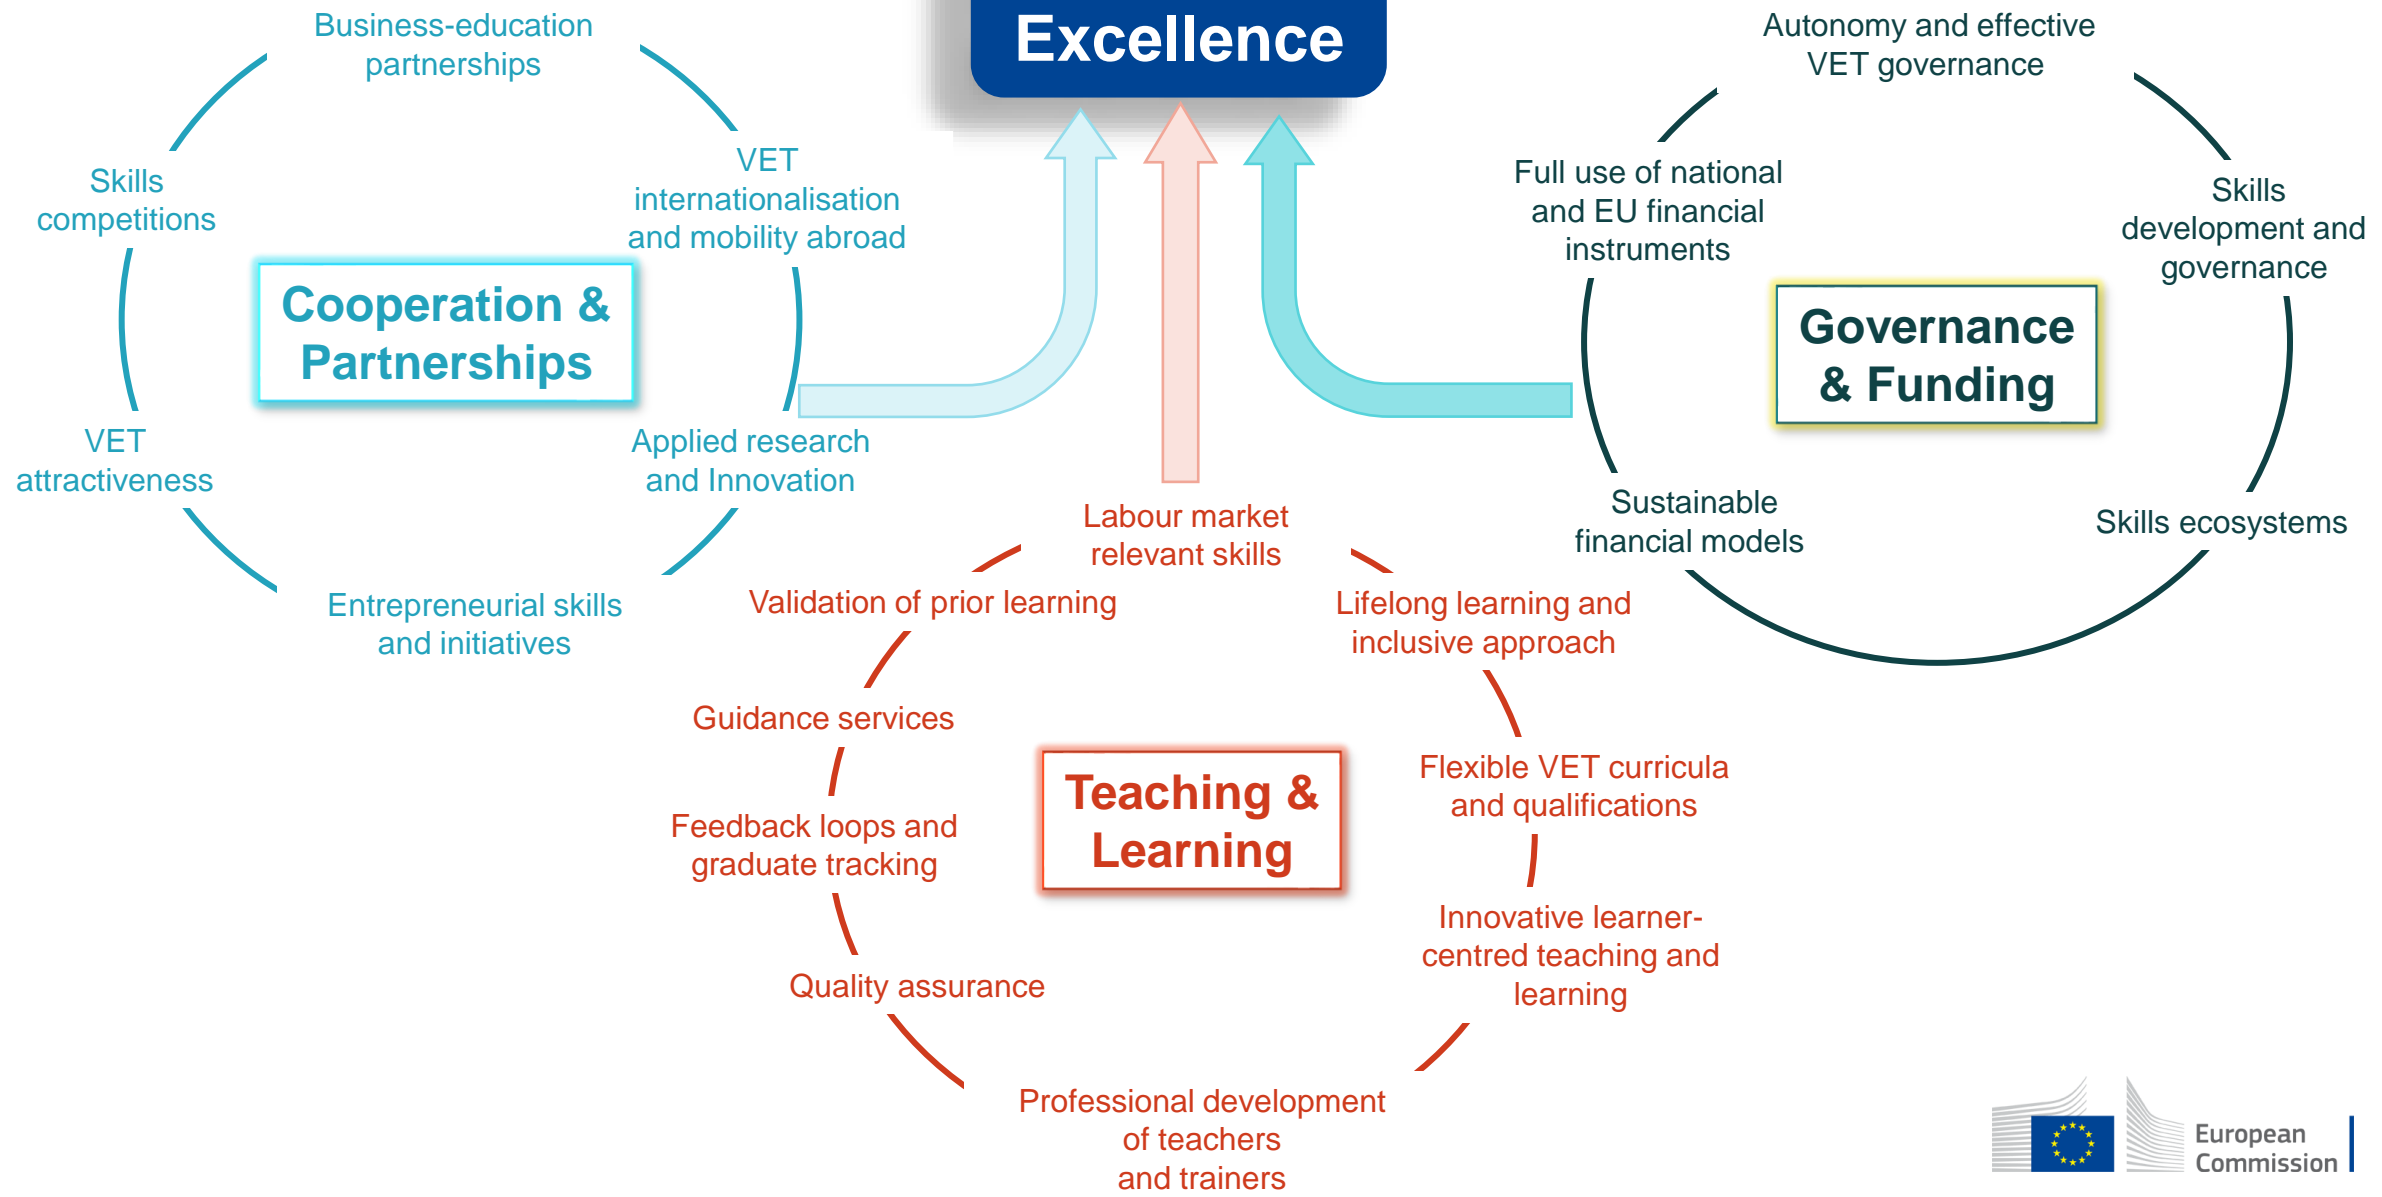 Excellence
Business-education
partnerships
VET
internationalisation
and mobility abroad
Skills
competitions
Cooperation &
Partnerships
VET
attractiveness
Applied research
and Innovation
Entrepreneurial skills
and initiatives
Autonomy and effective
VET governance
Full use of national
and EU financial
instruments
Skills
development and
governance
Governance
& Funding
Sustainable
financial models
Skills ecosystems
Labour market
relevant skills
Validation of prior learning
Lifelong learning and
inclusive approach
Guidance services
Flexible VET curricula
and qualifications
Teaching &
Learning
Feedback loops and
graduate tracking
Innovative learner-
centred teaching and
learning
Quality assurance
Professional development
of teachers
and trainers
European
Commission